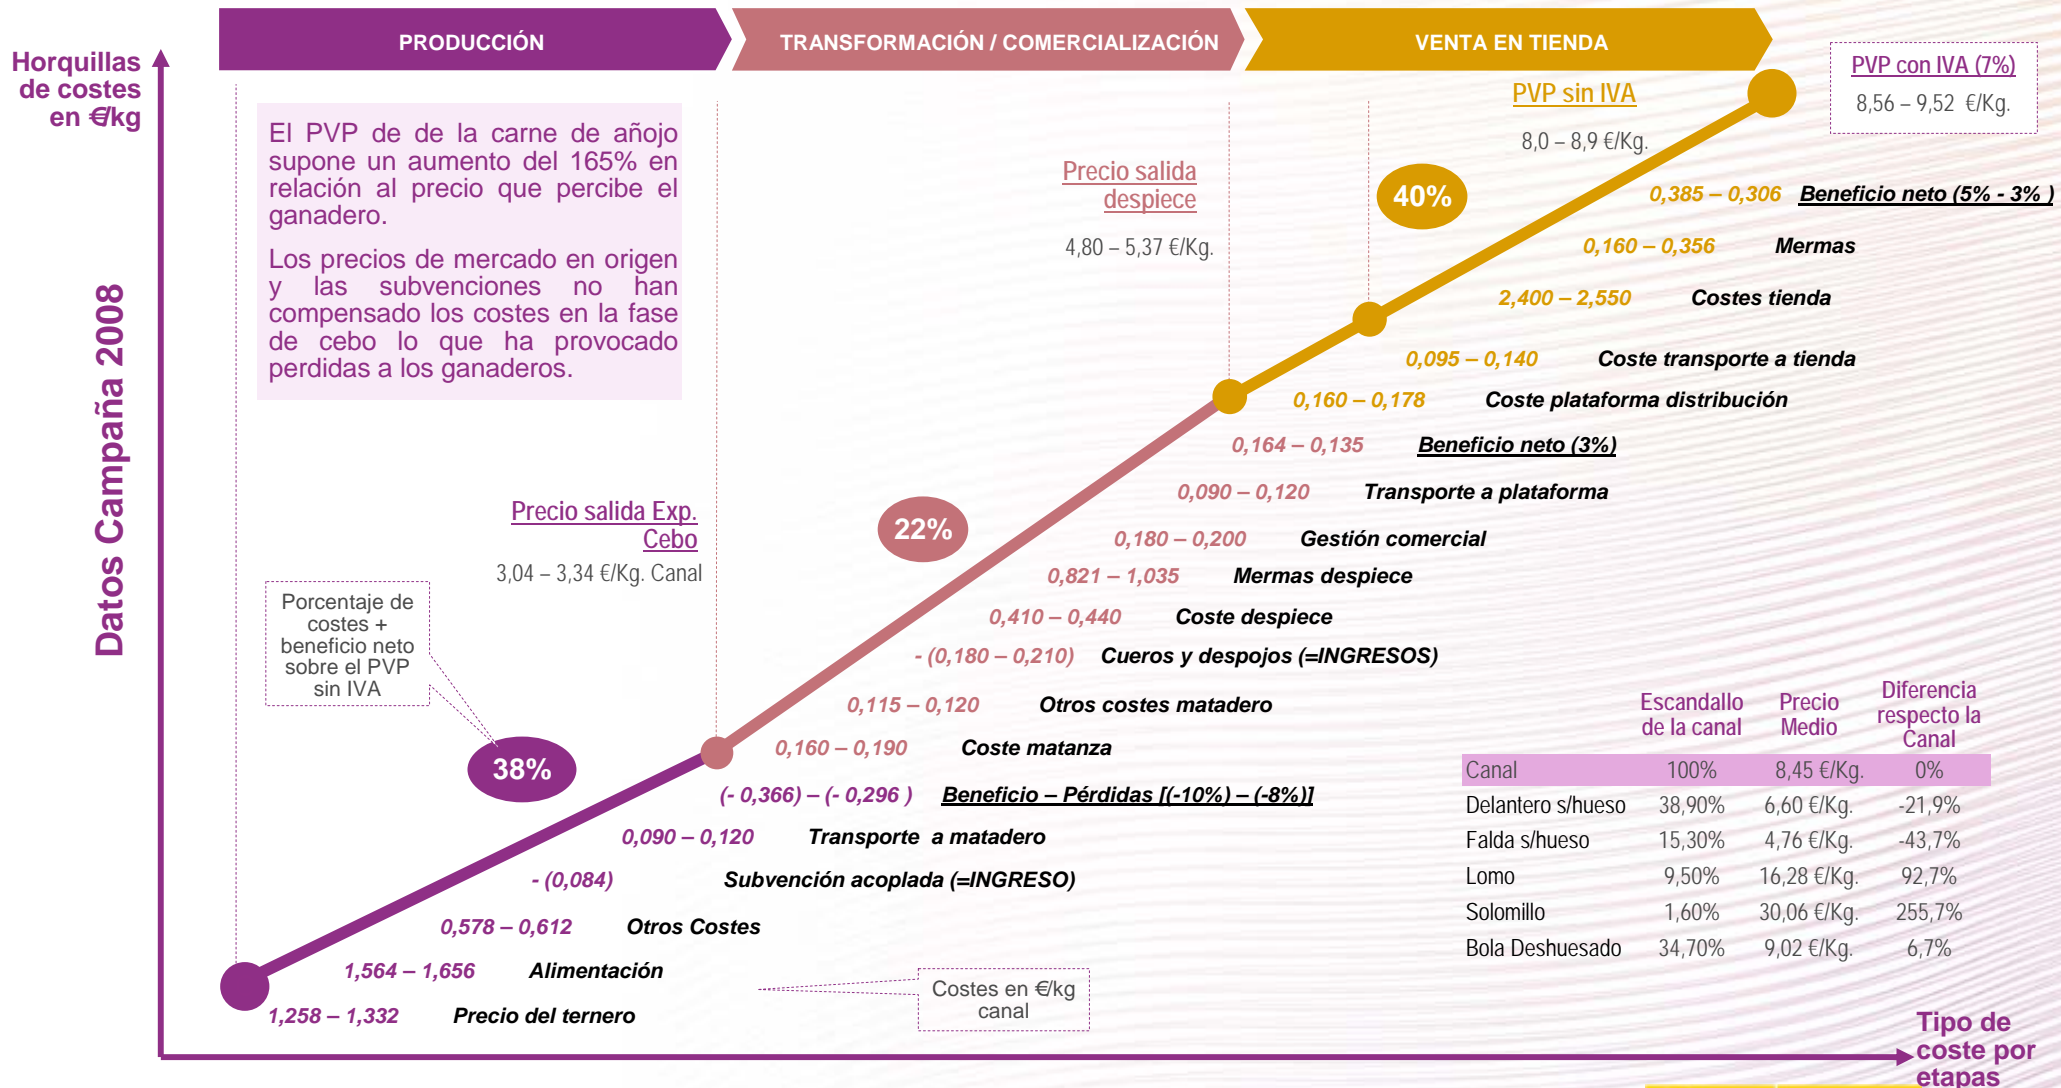 PRODUCCIÓN
TRANSFORMACIÓN / COMERCIALIZACIÓN
VENTA EN TIENDA
Horquillas
de costes
en €/kg
Datos Campaña 2008
El PVP de de la carne de añojo
supone un aumento del 165% en
relación al precio que percibe el
ganadero.
Los precios de mercado en origen
y las subvenciones no han
compensado los costes en la fase
de cebo lo que ha provocado
perdidas a los ganaderos.
PVP con IVA (7%)
8,56 – 9,52 €/Kg.
PVP sin IVA
8,0 – 8,9 €/Kg.
Precio salida
despiece
4,80 – 5,37 €/Kg.
40%
0,385 – 0,306 Beneficio neto (5% - 3% )
0,160 – 0,356 Mermas
2,400 – 2,550 Costes tienda
0,095 – 0,140 Coste transporte a tienda
0,160 – 0,178 Coste plataforma distribución
0,164 – 0,135 Beneficio neto (3%)
0,090 – 0,120 Transporte a plataforma
Precio salida Exp.
Cebo
3,04 – 3,34 €/Kg. Canal
22%
0,180 – 0,200 Gestión comercial
0,821 – 1,035 Mermas despiece
0,410 – 0,440 Coste despiece
- (0,180 – 0,210) Cueros y despojos (=INGRESOS)
0,115 – 0,120 Otros costes matadero
0,160 – 0,190 Coste matanza
Porcentaje de
costes +
beneficio neto
sobre el PVP
sin IVA
38%
(- 0,366) – (- 0,296 ) Beneficio – Pérdidas [(-10%) – (-8%)]
0,090 – 0,120 Transporte a matadero
- (0,084) Subvención acoplada (=INGRESO)
0,578 – 0,612 Otros Costes
1,564 – 1,656 Alimentación
1,258 – 1,332 Precio del ternero
Costes en €/kg
canal
Escandallo
de la canal
Precio
Medio
Diferencia
respecto la
Canal
Canal 100% 8,45 €/Kg. 0%
Delantero s/hueso 38,90% 6,60 €/Kg. -21,9%
Falda s/hueso 15,30% 4,76 €/Kg. -43,7%
Lomo 9,50% 16,28 €/Kg. 92,7%
Solomillo 1,60% 30,06 €/Kg. 255,7%
Bola Deshuesado 34,70% 9,02 €/Kg. 6,7%
Tipo de
coste por
etapas